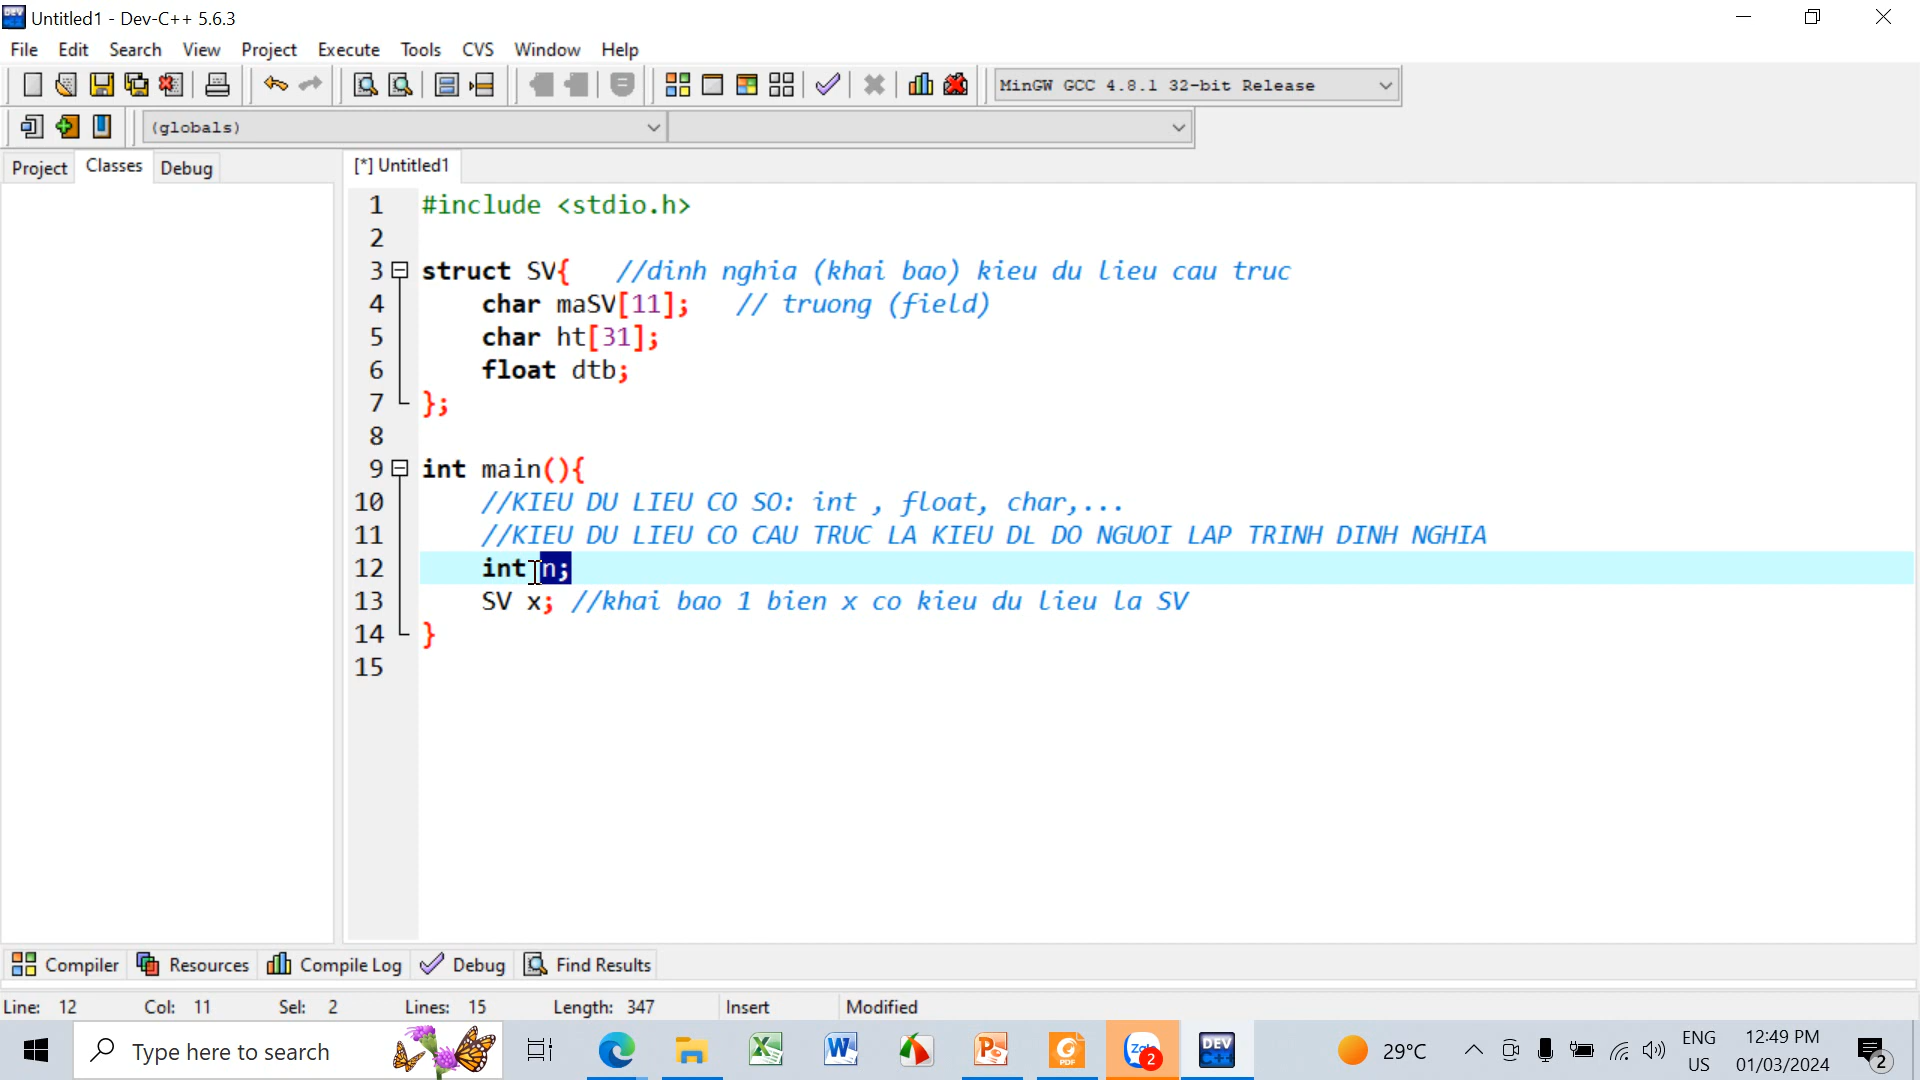 Untitled1 - Dev-C++ 5.6.3
File Edit Search View Project Execute Tools CVS Window Help
MinGW GCC 4.8.1 32-bit Release
(globals)
Project Classes Debug
[*] Untitled1
1 #include <stdio.h>
2
3 struct SV{ //dinh nghia (khai bao) kieu du lieu cau truc
4 char maSV[11]; // truong (field)
5 char ht[31];
6 float dtb;
7 };
8
9 int main(){
10 //KIEU DU LIEU CO SO: int , float, char,...
11 //KIEU DU LIEU CO CAU TRUC LA KIEU DL DO NGUOI LAP TRINH DINH NGHIA
12 int n;
13 SV x; //khai bao 1 bien x co kieu du lieu la SV
14 }
15
Compiler Resources Compile Log Debug Find Results
Line: 12 Col: 11 Sel: 2 Lines: 15 Length: 347 Insert Modified
Type here to search
DEV C++
Zalo 2
29°C
ENG
US
12:49 PM
01/03/2024
2